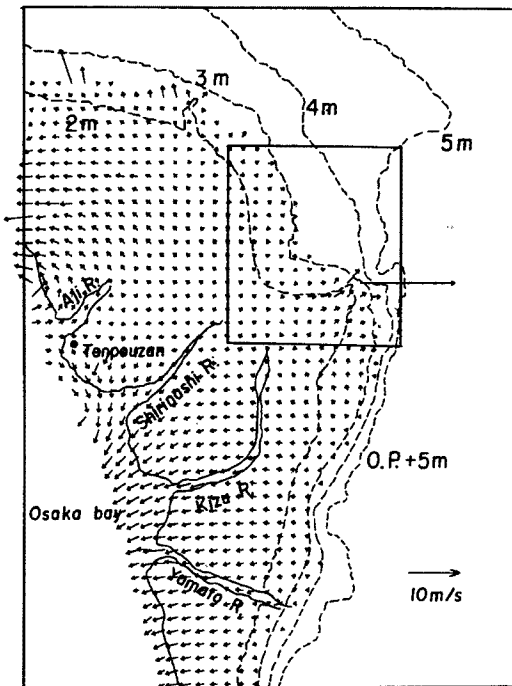 3m
4m
2m
5m
Aji R.
Tenpouzan
Shirinashi R.
O.P.+5m
Kizu R.
Osaka bay
Yamato R.
10m/s